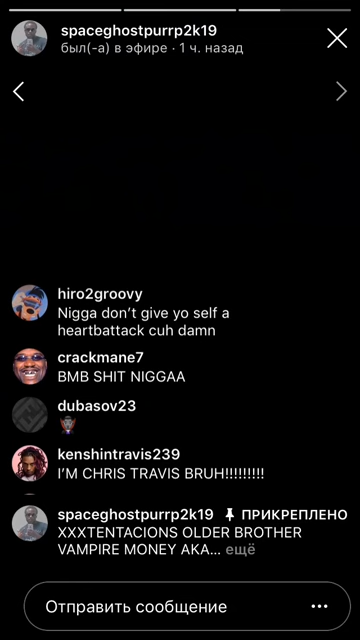 spaceghostpurrp2k19
был(-а) в эфире · 1 ч. назад
hiro2groovy
Nigga don’t give yo self a
heartbattack cuh damn
crackmane7
BMB SHIT NIGGAA
dubasov23
kenshintravis239
I’M CHRIS TRAVIS BRUH!!!!!!!!!
spaceghostpurrp2k19 ПРИКРЕПЛЕНО
XXXTENTACIONS OLDER BROTHER
VAMPIRE MONEY AKA... ещё
Отправить сообщение